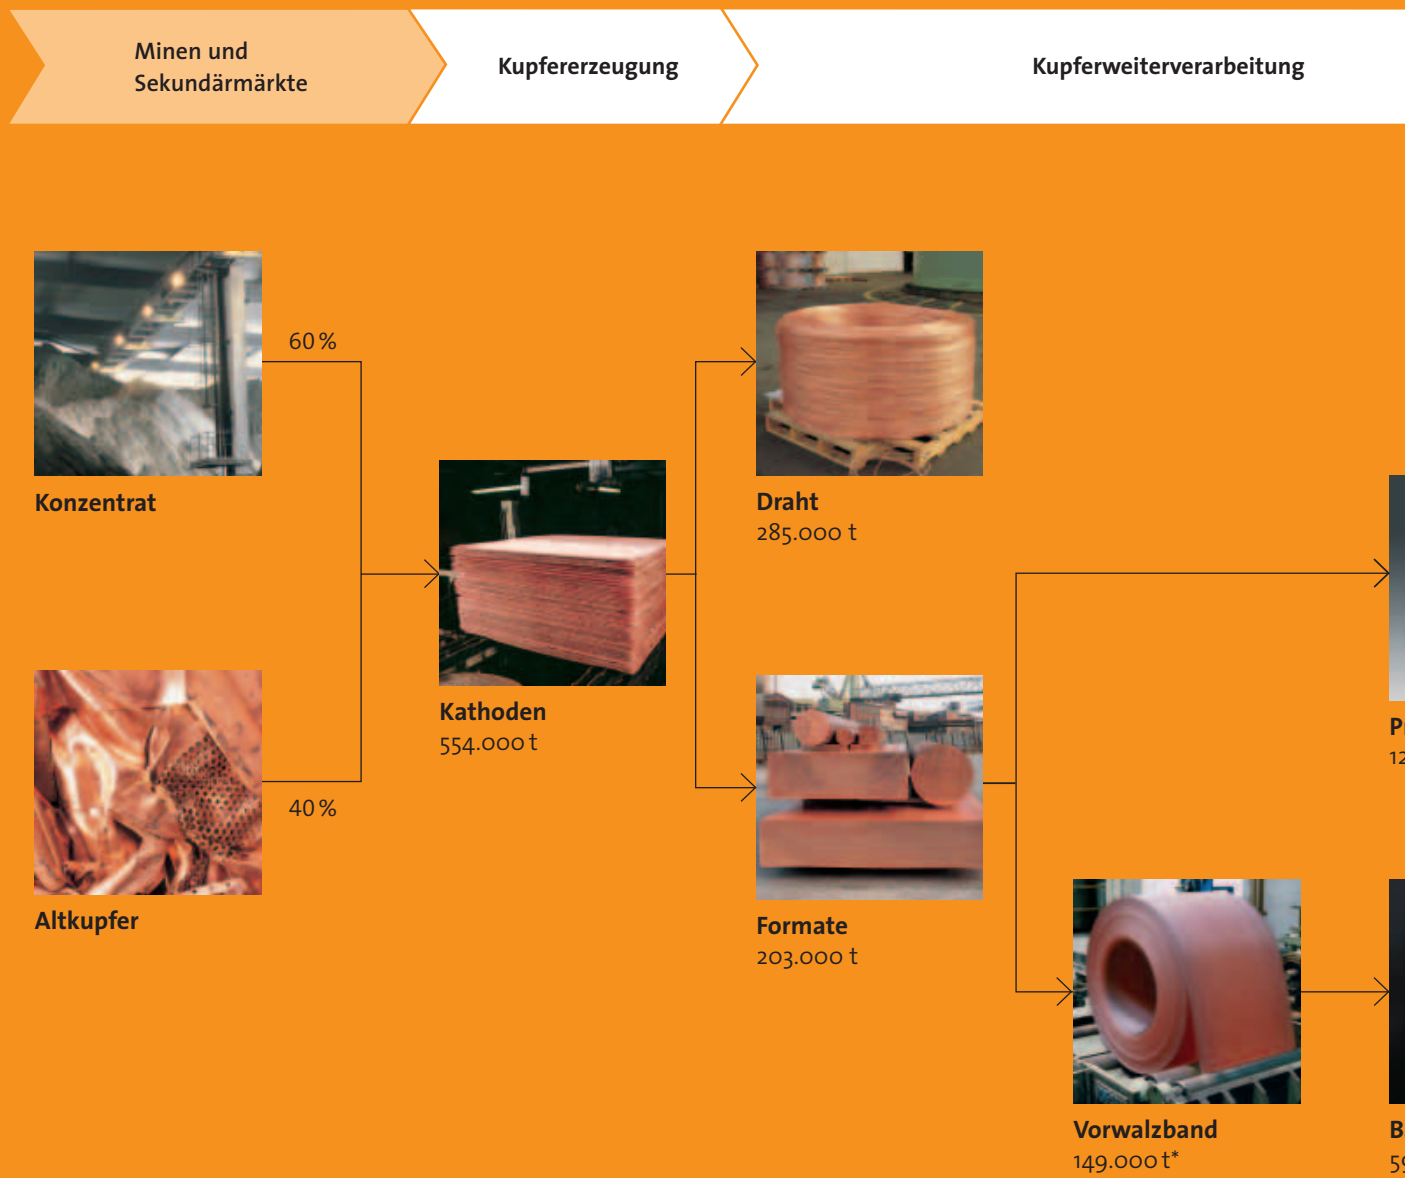 Minen und
Sekundärmärkte
Kupfererzeugung
Kupferweiterverarbeitung
60 %
Konzentrat
Draht
285.000 t
Kathoden
554.000 t
40 %
Altkupfer
Formate
203.000 t
Vorwalzband
149.000 t*